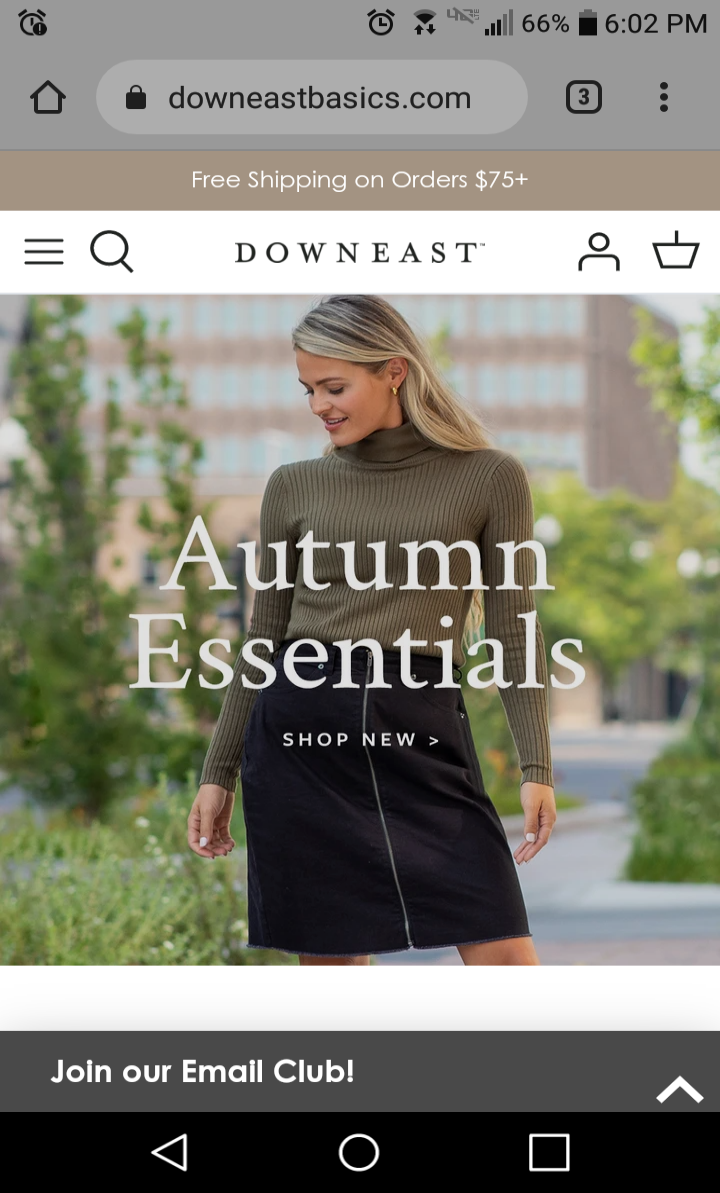 66% 6:02 PM
downeastbasics.com
3
Free Shipping on Orders $75+
DOWNEAST™
Autumn
Essentials
SHOP NEW >
Join our Email Club!